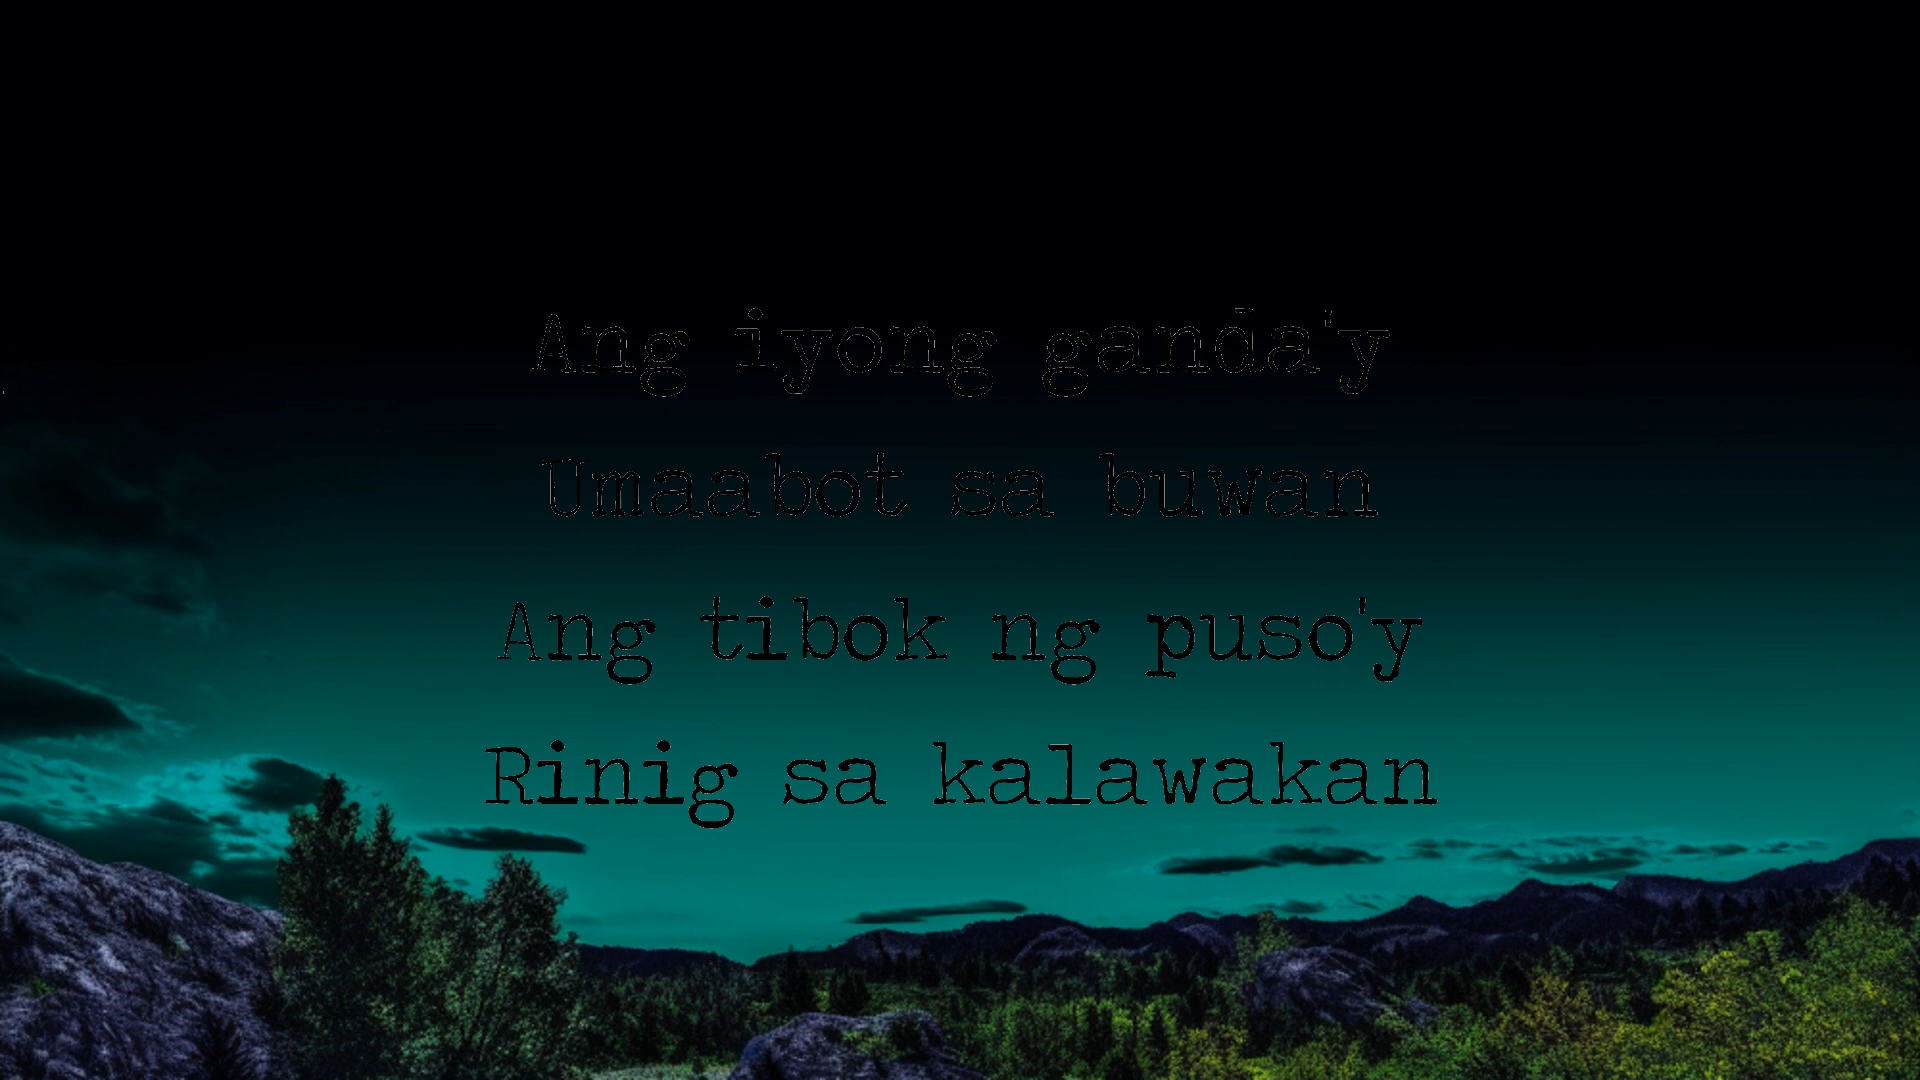 Ang iyong ganda'y
Umaabot sa buwan
Ang tibok ng puso'y
Rinig sa kalawakan